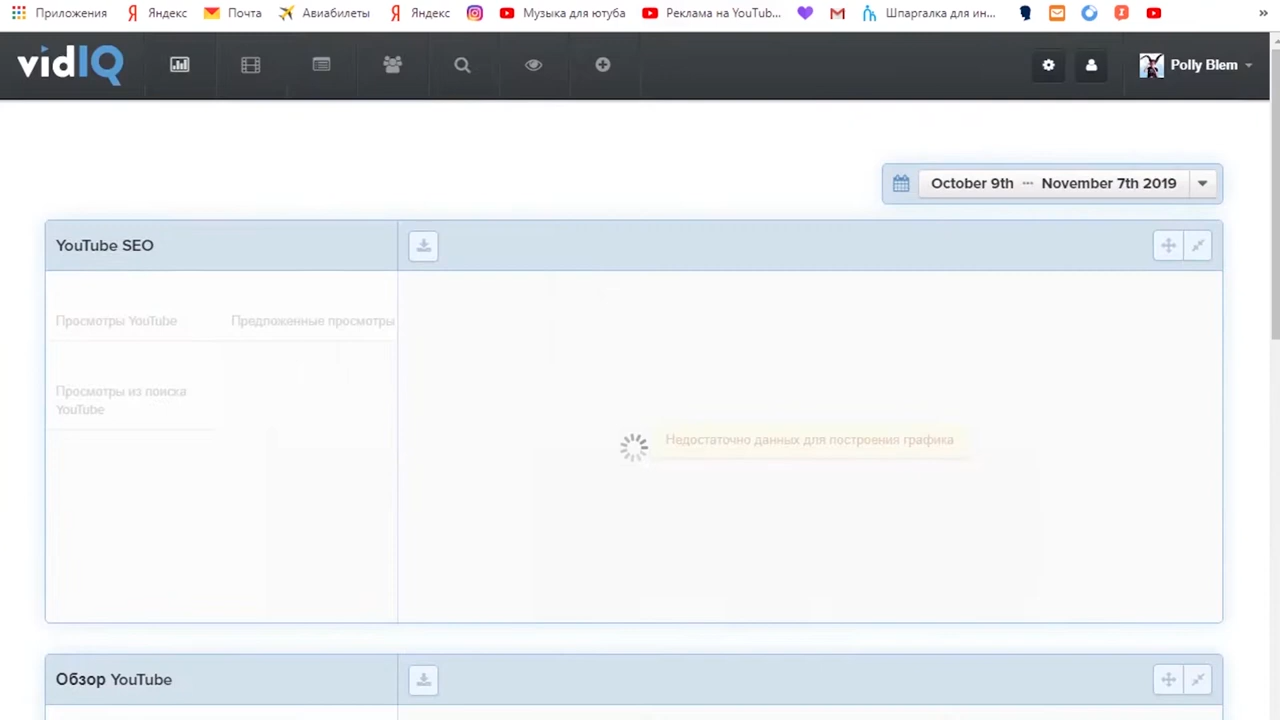 Приложения Яндекс Почта Авиабилеты Яндекс Музыка для ютуба Реклама на YouTub... Шпаргалка для ин... »
vidIQ Polly Blem
October 9th ··· November 7th 2019
YouTube SEO
Просмотры YouTube Предложенные просмотры
Просмотры из поиска
YouTube
Недостаточно данных для построения графика
Обзор YouTube